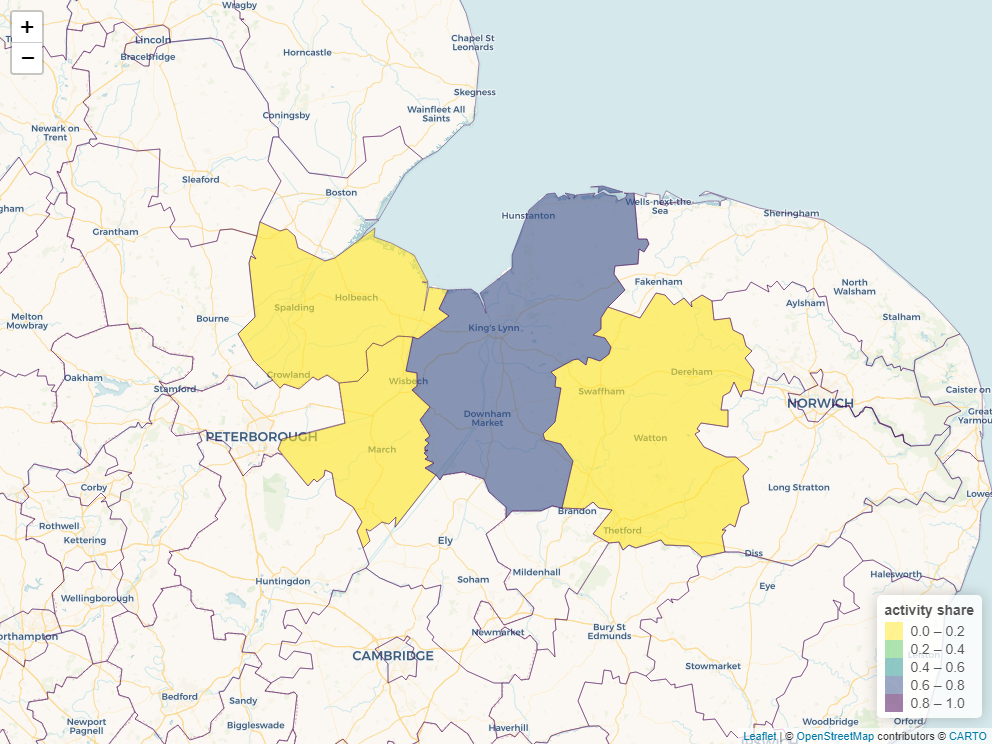 +
−
Wragby
Lincoln
Bracebridge
Horncastle
Chapel St
Leonards
Skegness
Wainfleet All
Saints
Coningsby
Newark on
Trent
Sleaford
Boston
Grantham
Hunstanton
Wells-next-the-
Sea
Sheringham
Fakenham
North
Walsham
Aylsham
Stalham
Holbeach
Spalding
Bourne
Melton
Mowbray
King's Lynn
Oakham
Stamford
Crowland
Wisbech
Dereham
Swaffham
NORWICH
Caister on
Great
Yarmou
Downham
Market
PETERBOROUGH
March
Watton
Corby
Long Stratton
Lowes
Brandon
Thetford
Rothwell
Kettering
Ely
Diss
Mildenhall
Soham
Huntingdon
Eye
Halesworth
Wellingborough
orthampton
Newmarket
Bury St
Edmunds
CAMBRIDGE
Stowmarket
Bedford
Sandy
Newport
Pagnell
Biggleswade
Haverhill
Woodbridge
Orford
activity share
0.0 – 0.2
0.2 – 0.4
0.4 – 0.6
0.6 – 0.8
0.8 – 1.0
Leaflet | © OpenStreetMap contributors © CARTO